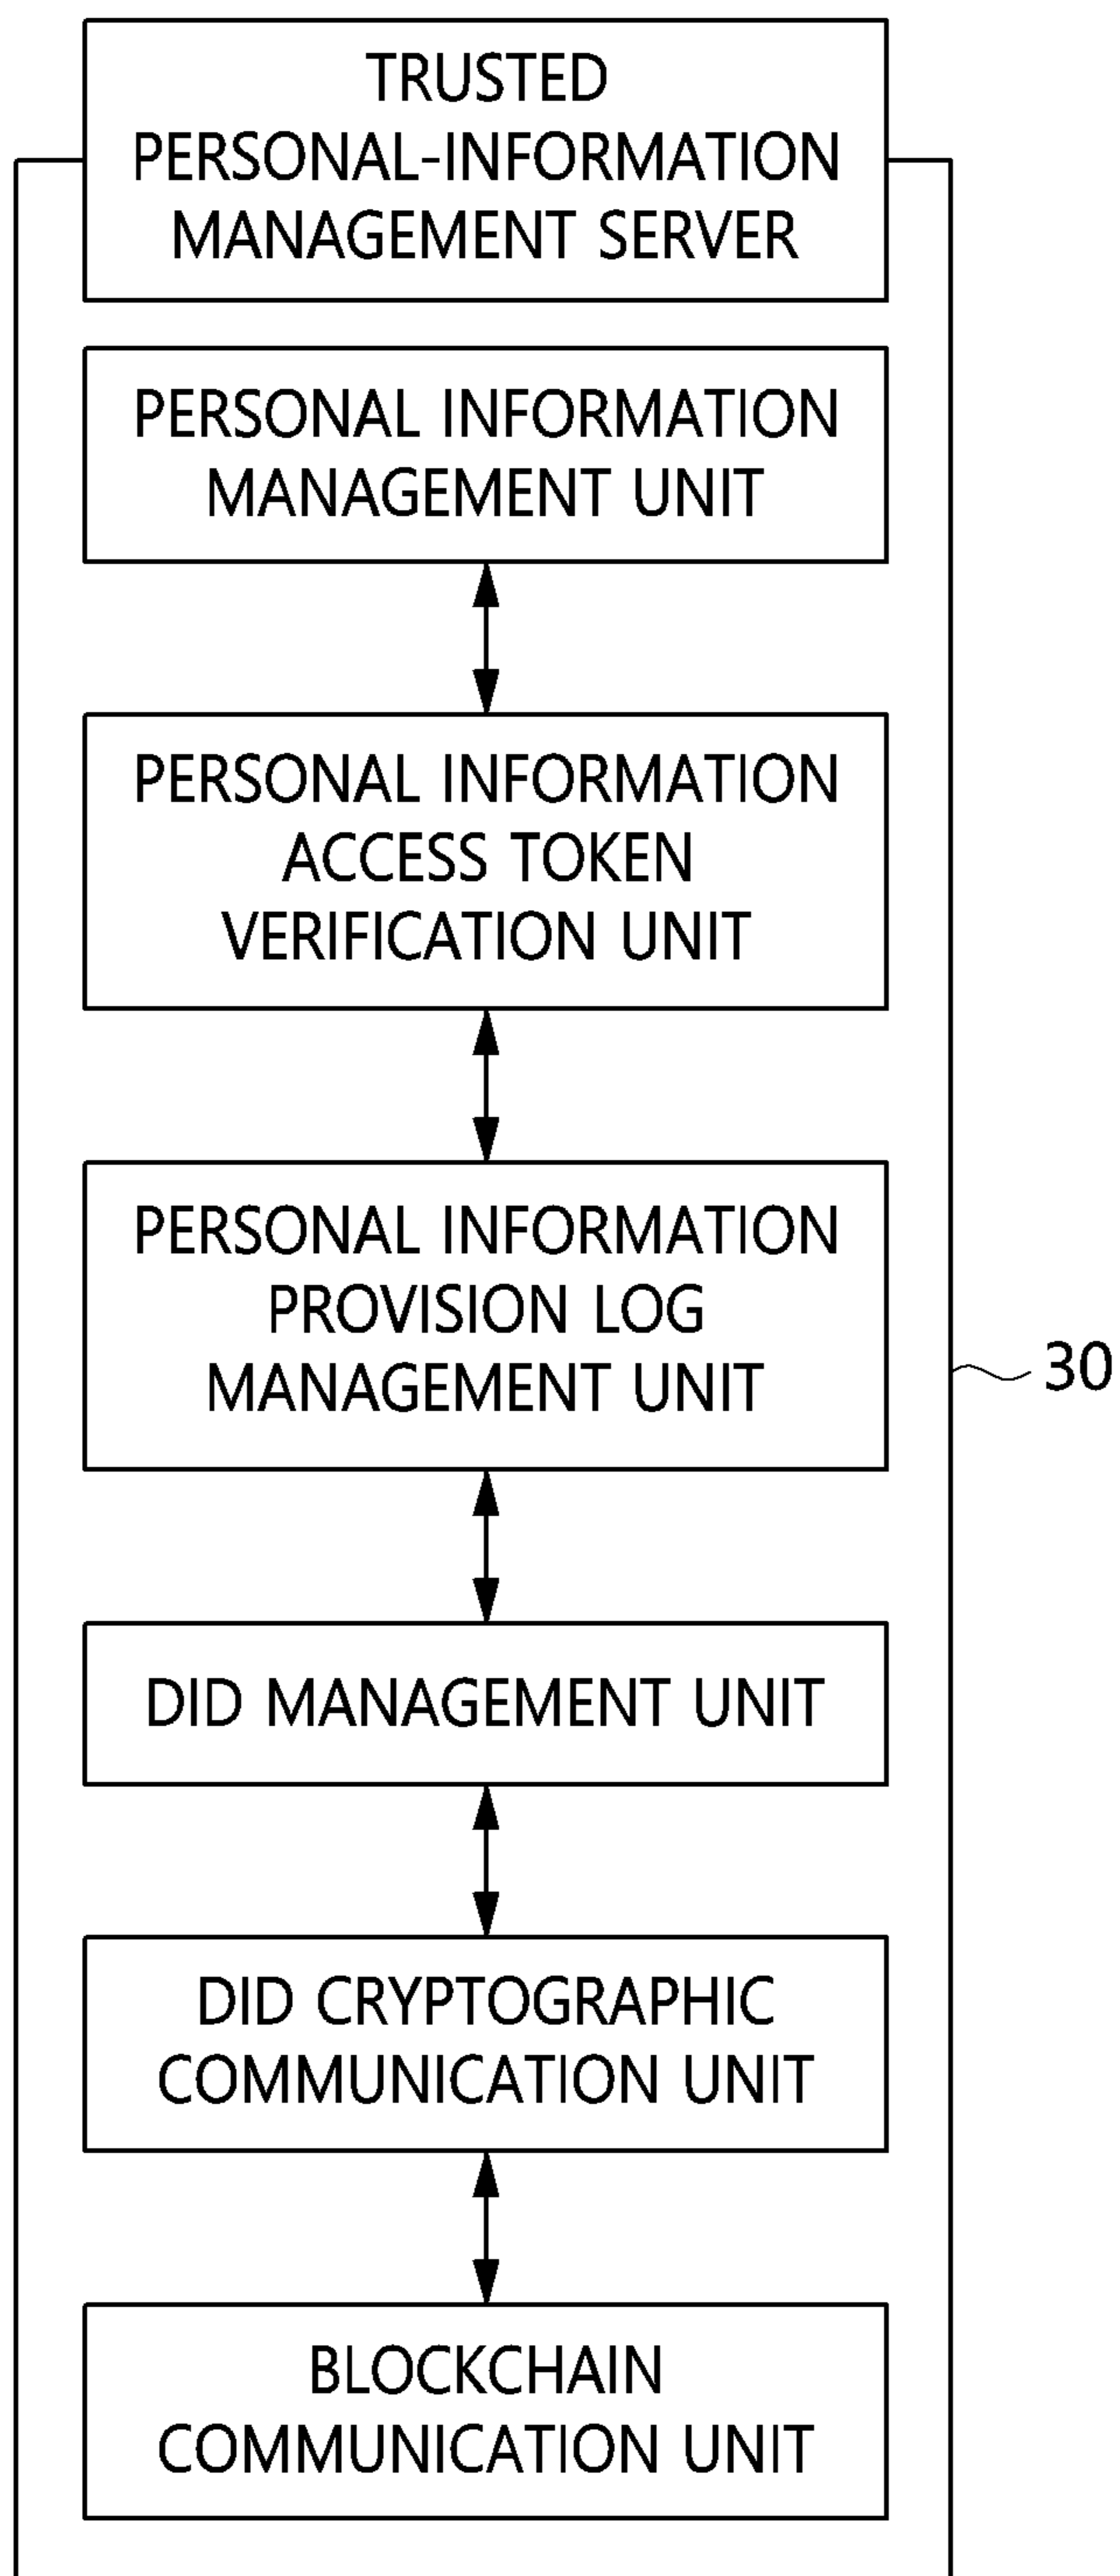 TRUSTED
PERSONAL-INFORMATION
MANAGEMENT SERVER
PERSONAL INFORMATION
MANAGEMENT UNIT
PERSONAL INFORMATION
ACCESS TOKEN
VERIFICATION UNIT
PERSONAL INFORMATION
PROVISION LOG
MANAGEMENT UNIT
30
DID MANAGEMENT UNIT
DID CRYPTOGRAPHIC
COMMUNICATION UNIT
BLOCKCHAIN
COMMUNICATION UNIT